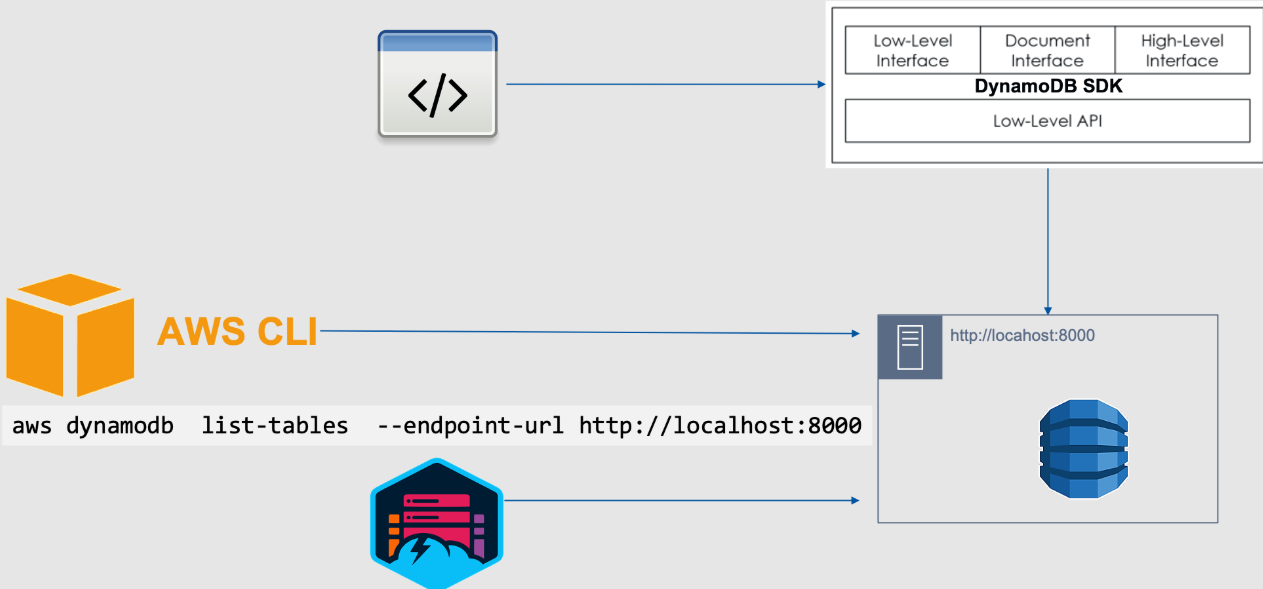 </>
Low-Level
Interface
Document
Interface
High-Level
Interface
DynamoDB SDK
Low-Level API
AWS CLI
http://locahost:8000
aws dynamodb  list-tables  --endpoint-url http://localhost:8000